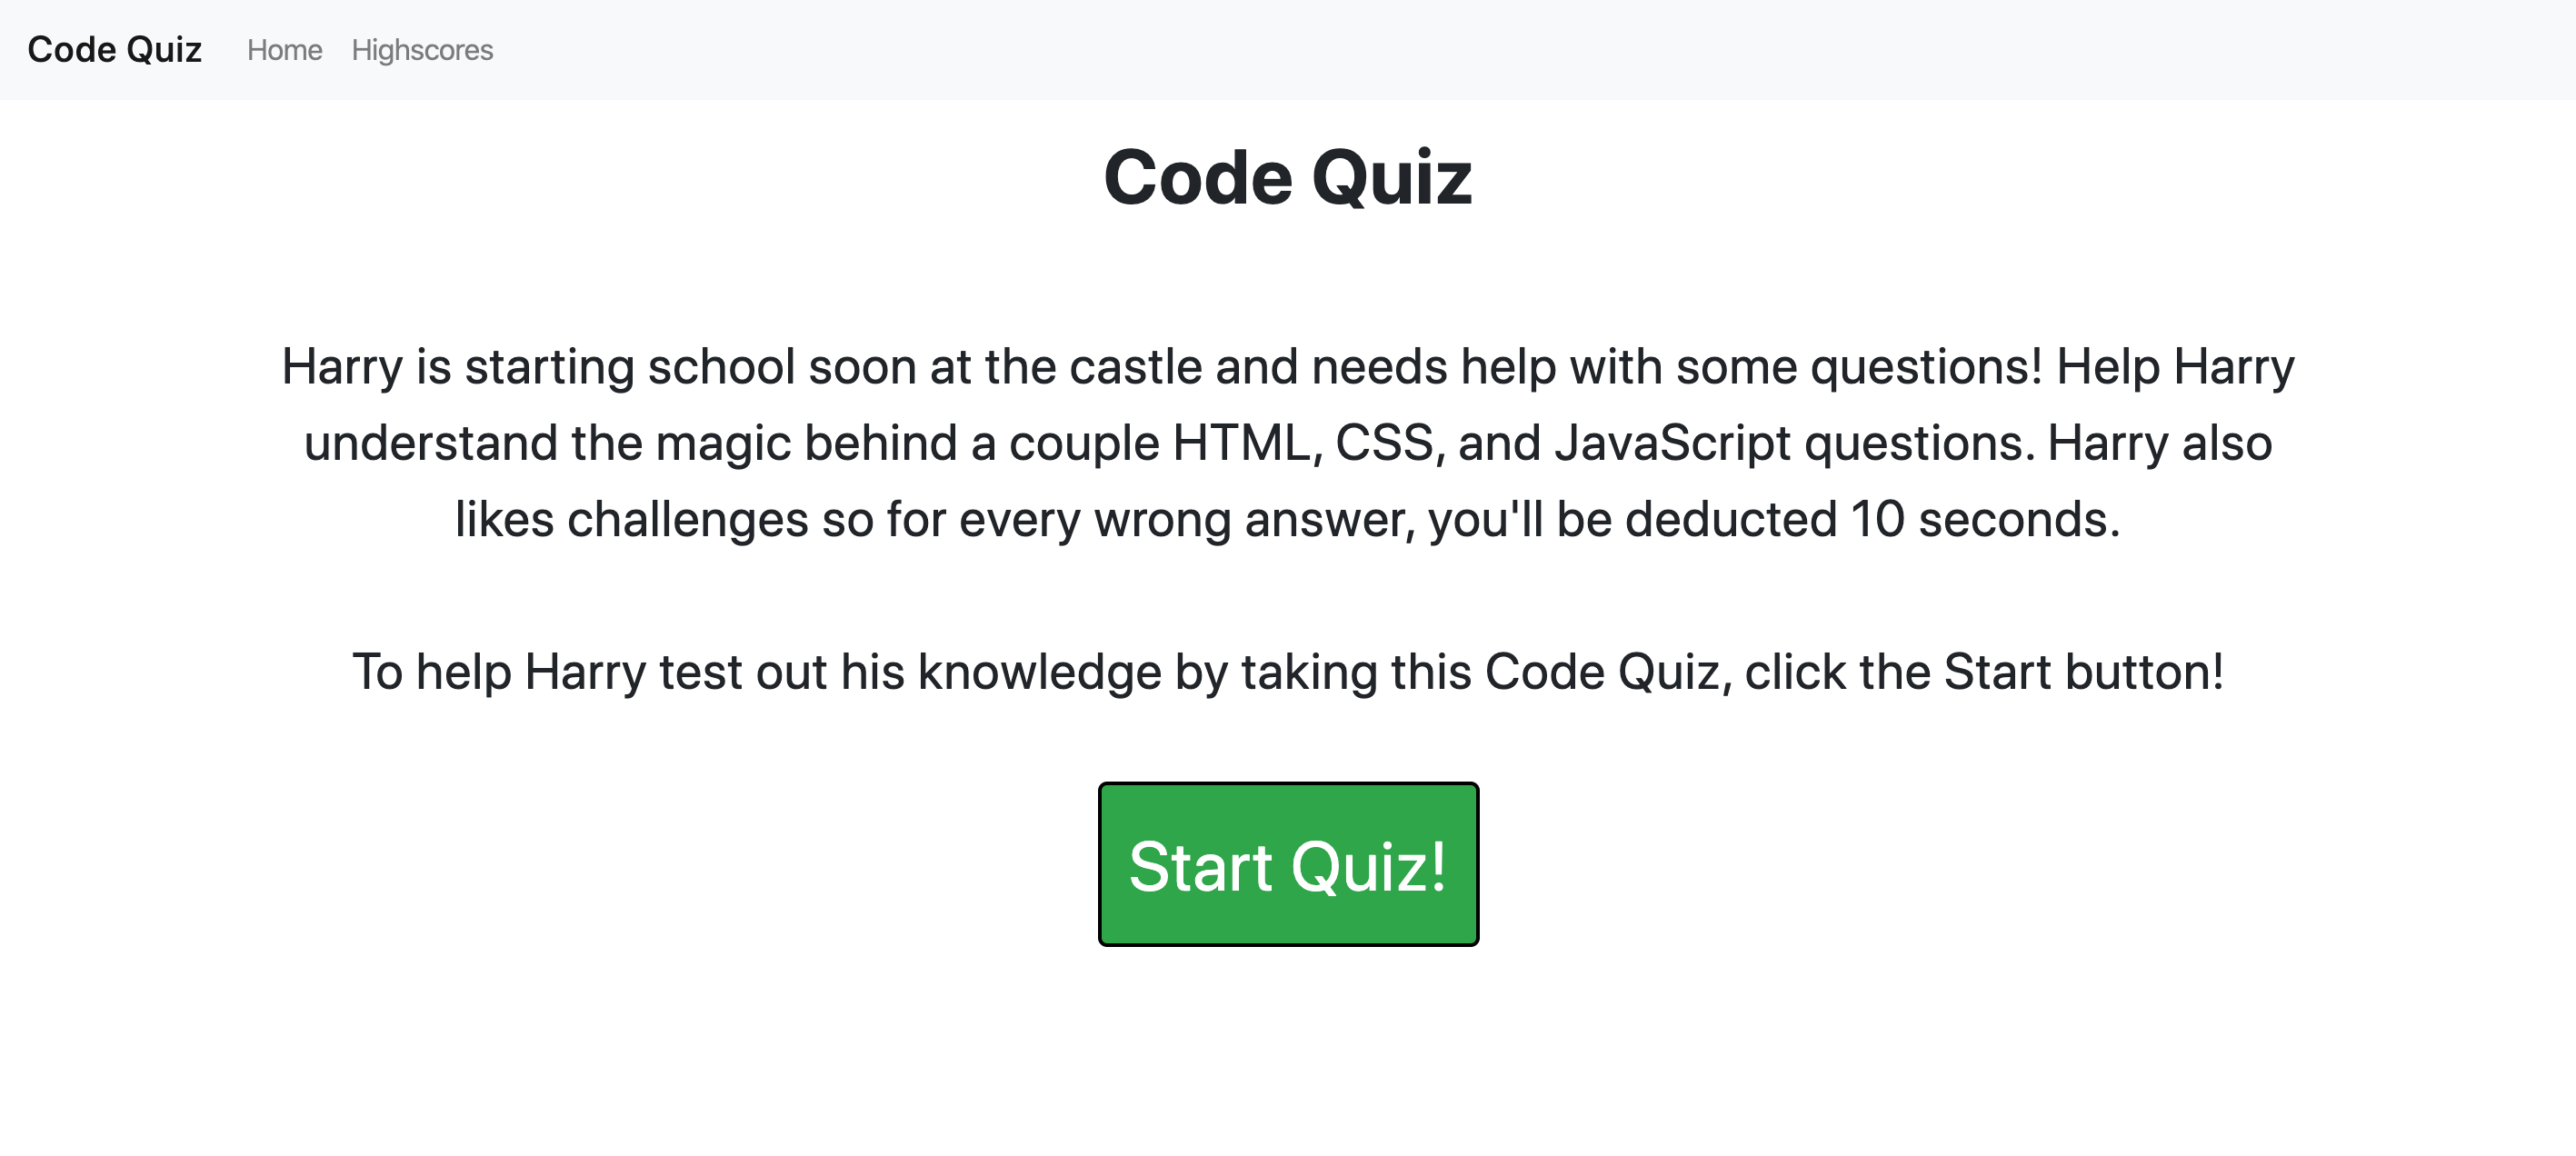 Code Quiz Home Highscores
Code Quiz
Harry is starting school soon at the castle and needs help with some questions! Help Harry
understand the magic behind a couple HTML, CSS, and JavaScript questions. Harry also
likes challenges so for every wrong answer, you'll be deducted 10 seconds.
To help Harry test out his knowledge by taking this Code Quiz, click the Start button!
Start Quiz!